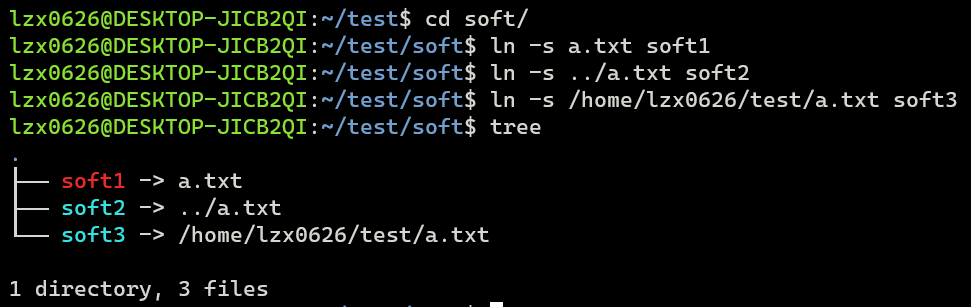 lzx0626@DESKTOP-JICB2QI:~/test$ cd soft/
lzx0626@DESKTOP-JICB2QI:~/test/soft$ ln -s a.txt soft1
lzx0626@DESKTOP-JICB2QI:~/test/soft$ ln -s ../a.txt soft2
lzx0626@DESKTOP-JICB2QI:~/test/soft$ ln -s /home/lzx0626/test/a.txt soft3
lzx0626@DESKTOP-JICB2QI:~/test/soft$ tree
.
├── soft1 -> a.txt
├── soft2 -> ../a.txt
└── soft3 -> /home/lzx0626/test/a.txt
1 directory, 3 files